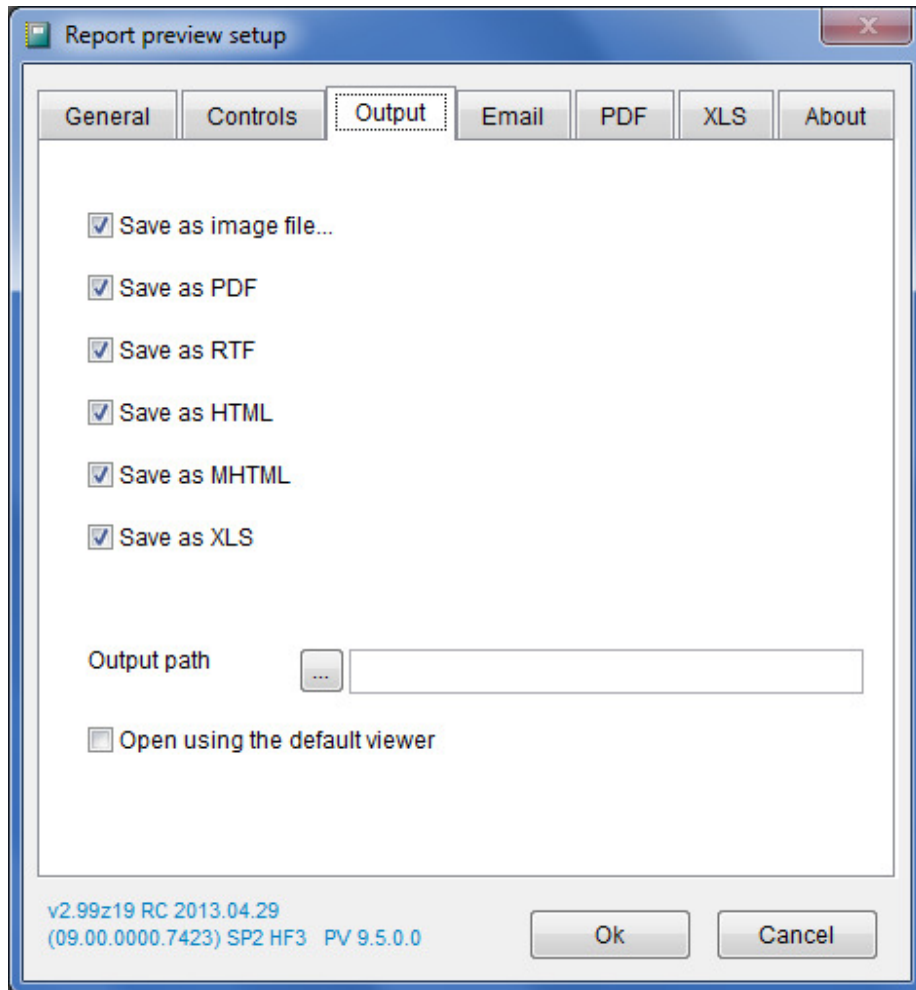 Report preview setup
General Controls Output Email PDF XLS About
Save as image file...
Save as PDF
Save as RTF
Save as HTML
Save as MHTML
Save as XLS
Output path ...
Open using the default viewer
v2.99z19 RC 2013.04.29
(09.00.0000.7423) SP2 HF3 PV 9.5.0.0
Ok Cancel